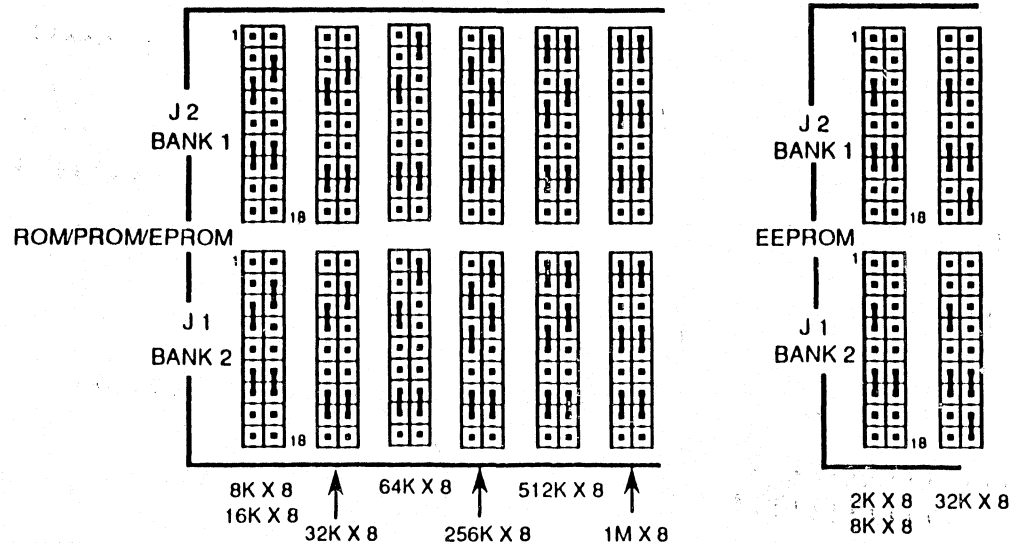 1
J 2
BANK 1
18
ROM/PROM/EPROM
1
J 1
BANK 2
18
8K X 8
16K X 8
32K X 8
64K X 8
256K X 8
512K X 8
1M X 8
1
J 2
BANK 1
18
EEPROM
1
J 1
BANK 2
18
2K X 8
8K X 8
32K X 8